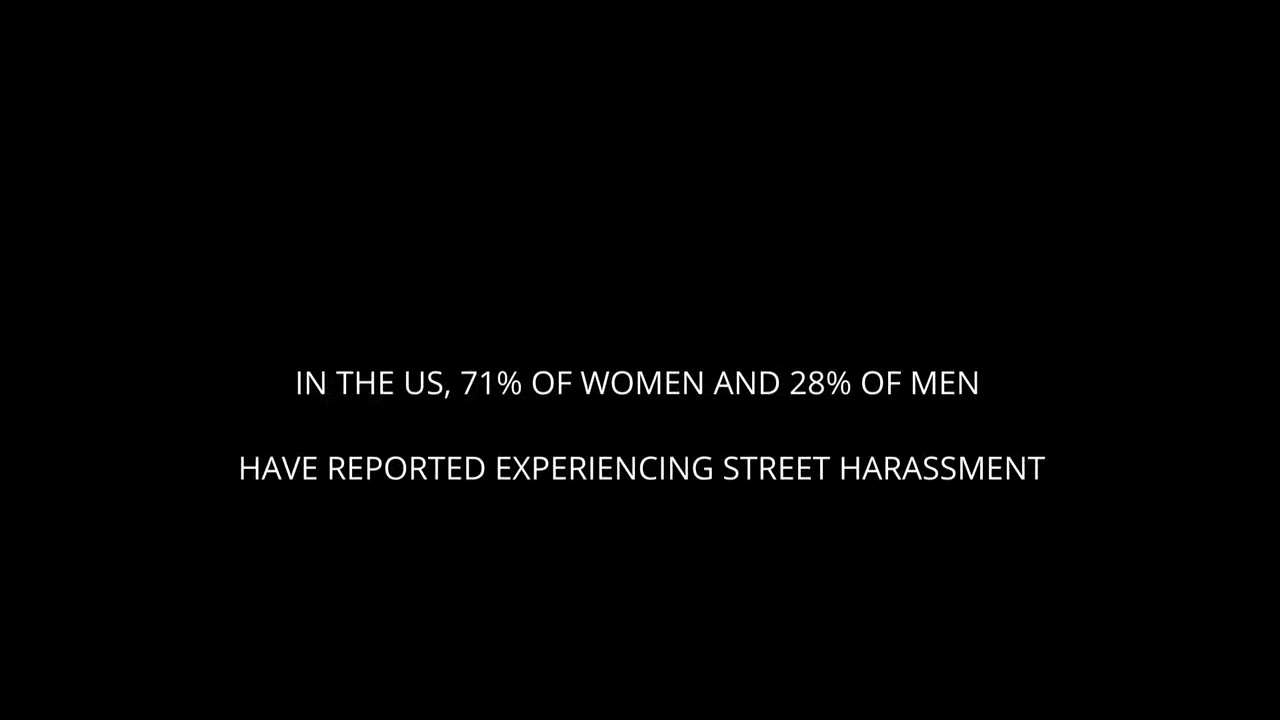 IN THE US, 71% OF WOMEN AND 28% OF MEN
HAVE REPORTED EXPERIENCING STREET HARASSMENT